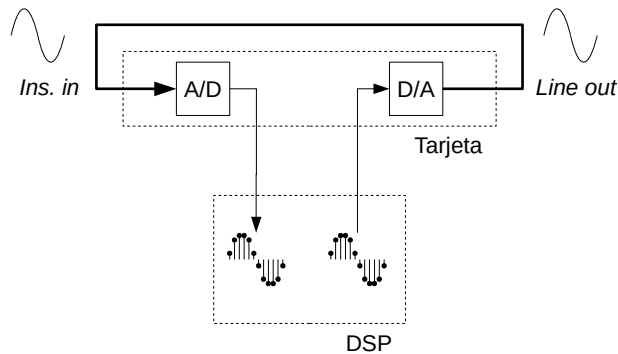 Ins. in
A/D
D/A
Line out
Tarjeta
DSP